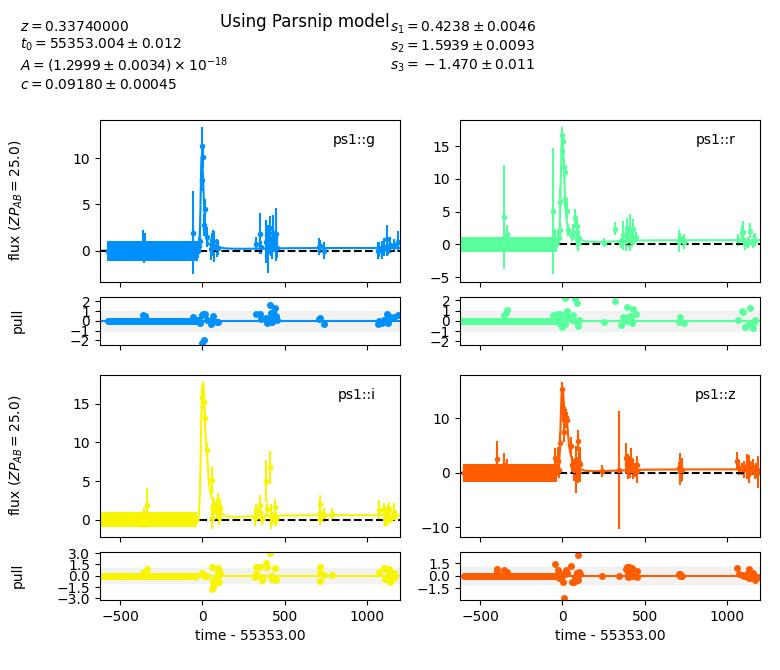 Using Parsnip model
z = 0.33740000
t₀ = 55353.004 ± 0.012
A = (1.2999 ± 0.0034) × 10⁻¹⁸
c = 0.09180 ± 0.00045
s₁ = 0.4238 ± 0.0046
s₂ = 1.5939 ± 0.0093
s₃ = −1.470 ± 0.011
flux (ZP_AB = 25.0)
10
5
0
ps1::g
15
10
5
0
−5
ps1::r
pull
2
1
0
−1
−2
2
1
0
−1
−2
flux (ZP_AB = 25.0)
15
10
5
0
ps1::i
10
0
−10
ps1::z
pull
3.0
1.5
0.0
−1.5
−3.0
1.5
0.0
−1.5
−500 0 500 1000
−500 0 500 1000
time - 55353.00
time - 55353.00